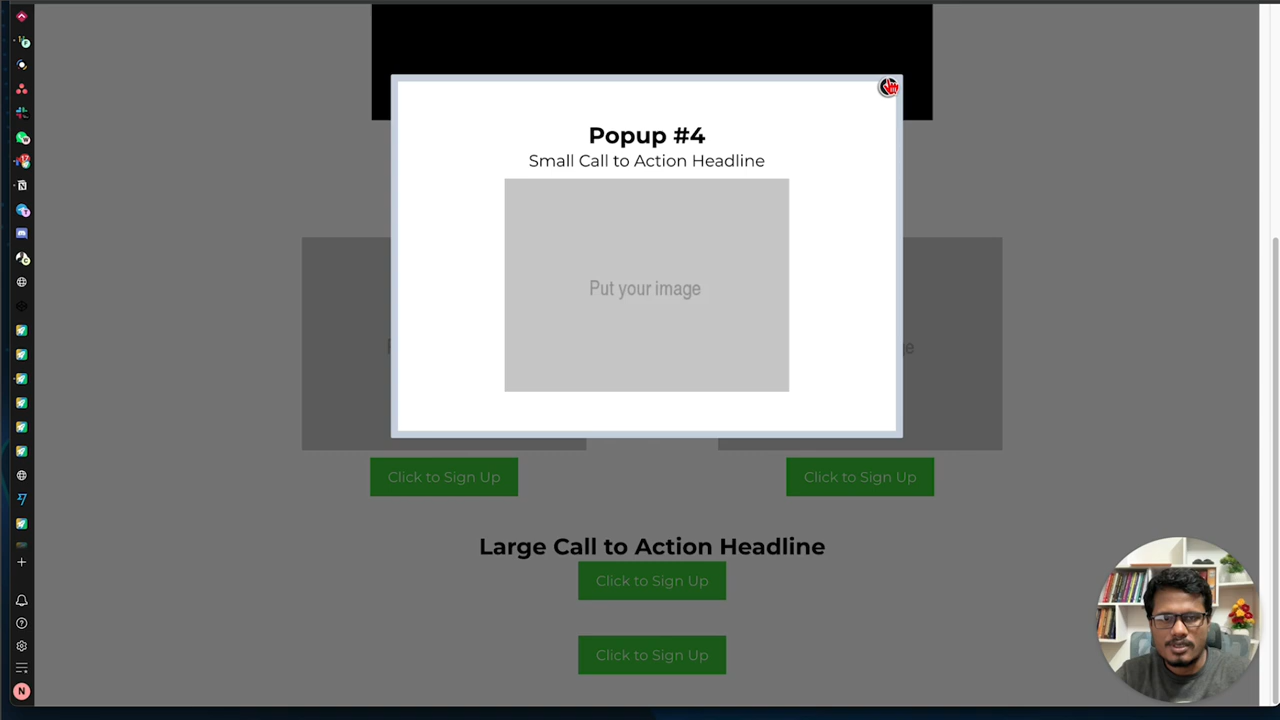 Popup #4
Small Call to Action Headline
Put your image
Click to Sign Up
Click to Sign Up
Large Call to Action Headline
Click to Sign Up
Click to Sign Up
N